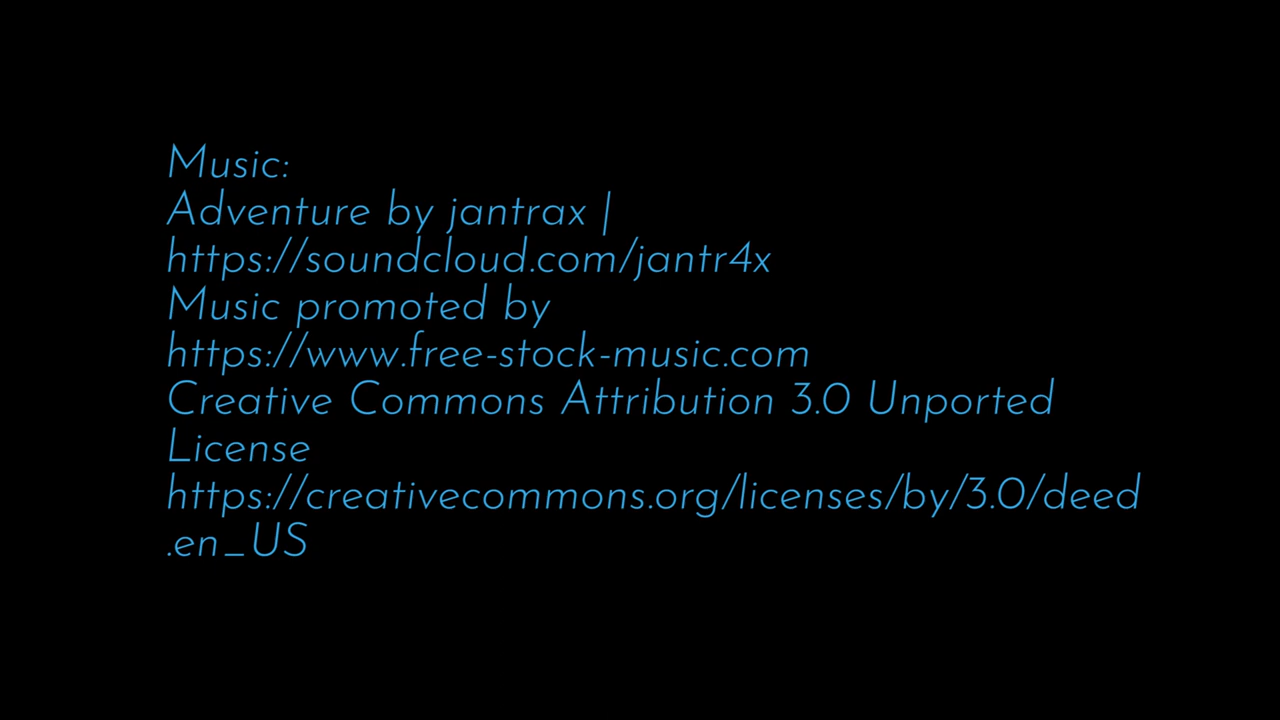 Music:
Adventure by jantrax |
https://soundcloud.com/jantr4x
Music promoted by
https://www.free-stock-music.com
Creative Commons Attribution 3.0 Unported
License
https://creativecommons.org/licenses/by/3.0/deed
.en_US